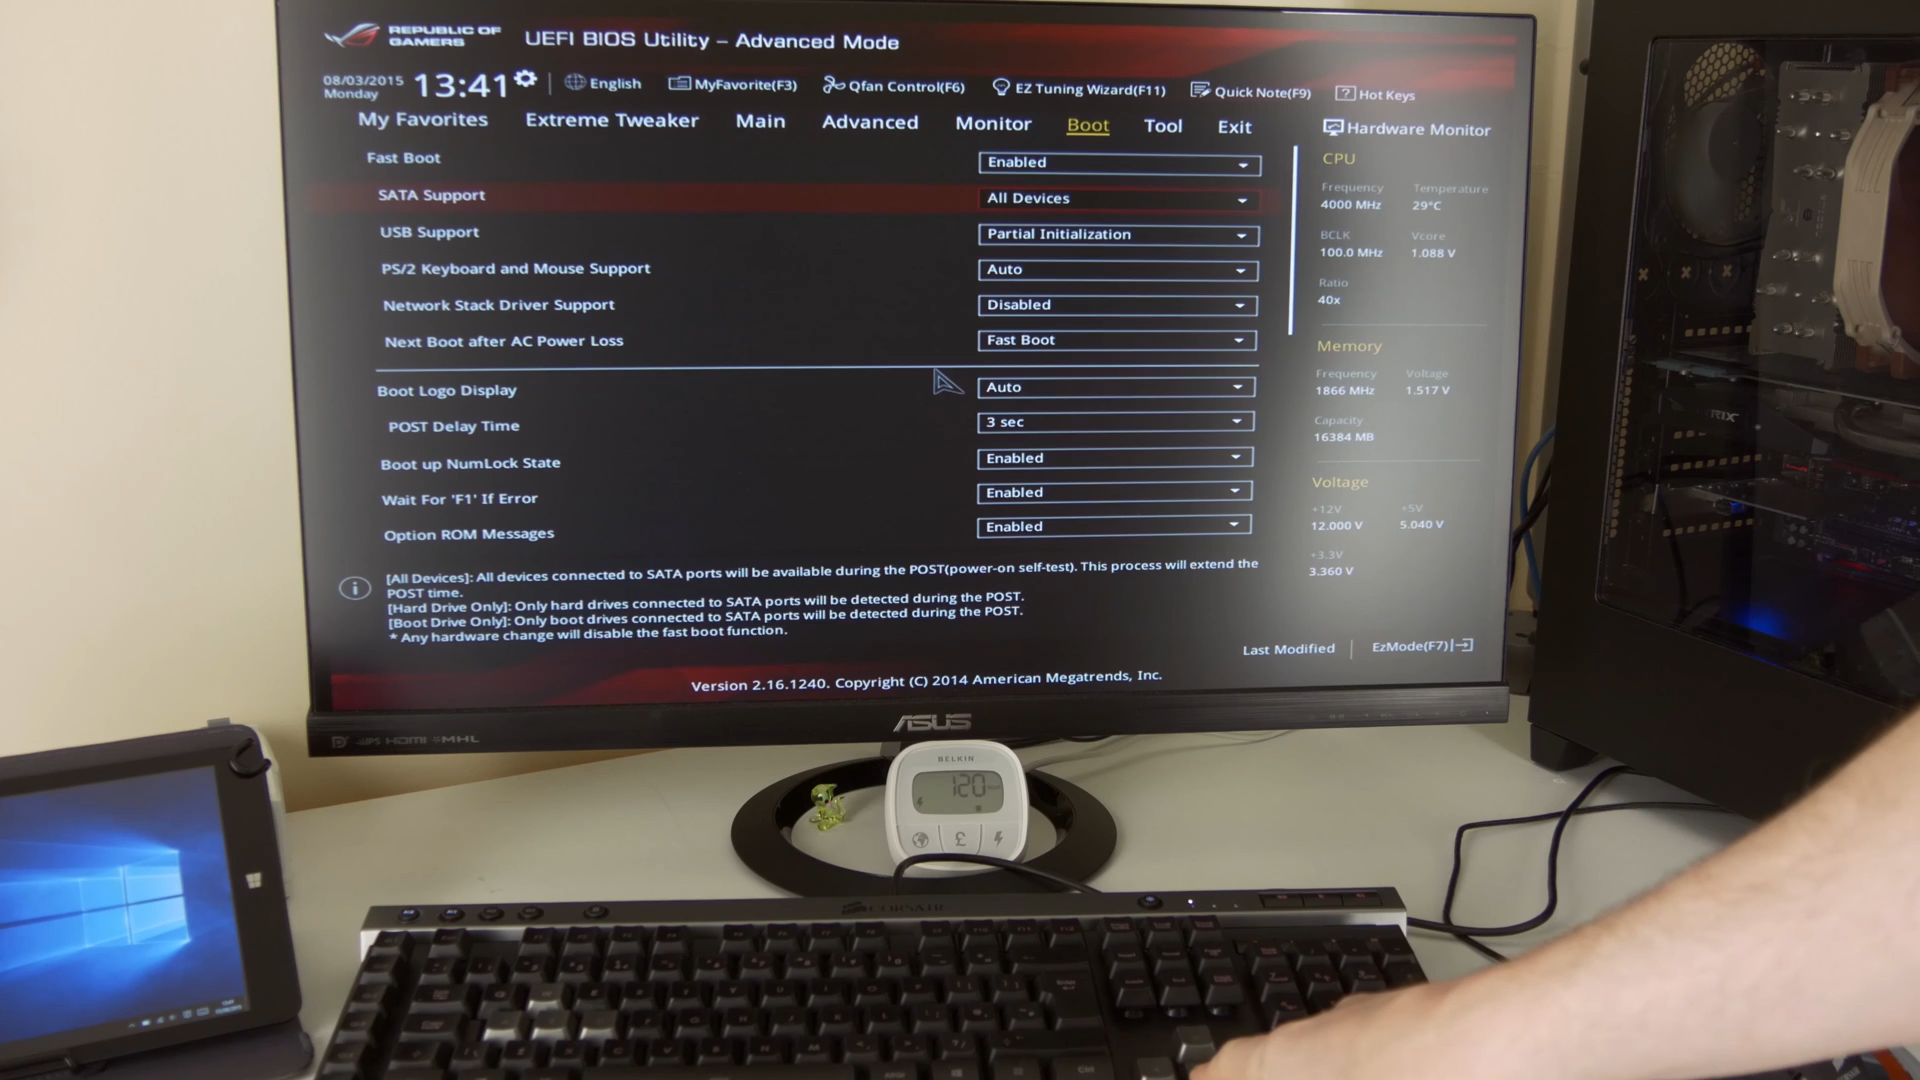 REPUBLIC OF
GAMERS
UEFI BIOS Utility – Advanced Mode
08/03/2015
Monday
13:41
English
MyFavorite(F3)
Qfan Control(F6)
EZ Tuning Wizard(F11)
Quick Note(F9)
? Hot Keys
My Favorites
Extreme Tweaker
Main
Advanced
Monitor
Boot
Tool
Exit
Hardware Monitor
Fast Boot
Enabled
SATA Support
All Devices
USB Support
Partial Initialization
PS/2 Keyboard and Mouse Support
Auto
Network Stack Driver Support
Disabled
Next Boot after AC Power Loss
Fast Boot
Boot Logo Display
Auto
POST Delay Time
3 sec
Boot up NumLock State
Enabled
Wait For 'F1' If Error
Enabled
Option ROM Messages
Enabled
CPU
Frequency Temperature
4000 MHz 29°C
BCLK Vcore
100.0 MHz 1.088 V
Ratio
40x
Memory
Frequency Voltage
1866 MHz 1.517 V
Capacity
16384 MB
Voltage
+12V +5V
12.000 V 5.040 V
+3.3V
3.360 V
[All Devices]: All devices connected to SATA ports will be available during the POST(power-on self-test). This process will extend the
POST time.
[Hard Drive Only]: Only hard drives connected to SATA ports will be detected during the POST.
[Boot Drive Only]: Only boot drives connected to SATA ports will be detected during the POST.
* Any hardware change will disable the fast boot function.
Last Modified
EzMode(F7)
Version 2.16.1240. Copyright (C) 2014 American Megatrends, Inc.
ASUS
IPS HDMI MHL
BELKIN
120
£
CORSAIR